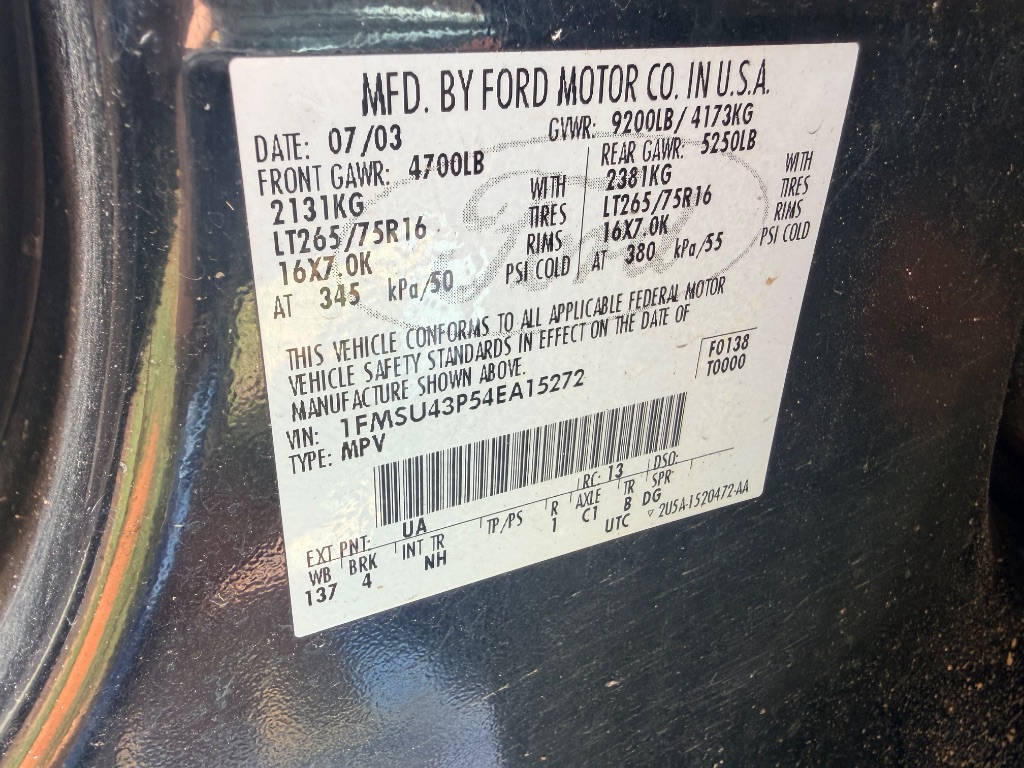 MFD. BY FORD MOTOR CO. IN U.S.A.
DATE: 07/03 GVWR: 9200LB/4173KG
FRONT GAWR: 4700LB REAR GAWR: 5250LB
2131KG WITH 2381KG WITH
LT265/75R16 TIRES LT265/75R16 TIRES
16X7.0K RIMS 16X7.0K RIMS
AT 345 kPa/50 PSI COLD AT 380 kPa/55 PSI COLD
THIS VEHICLE CONFORMS TO ALL APPLICABLE FEDERAL MOTOR
VEHICLE SAFETY STANDARDS IN EFFECT ON THE DATE OF
MANUFACTURE SHOWN ABOVE.
F0138
T0000
VIN: 1FMSU43P54EA15272
TYPE: MPV
EXT PNT: UA RC: 13 DSO:
WB BRK INT TR TP/PS R AXLE TR SPR
137 4 NH 1 C1 B DG
UTC ▽ 2U5A-1520472-AA
Ford